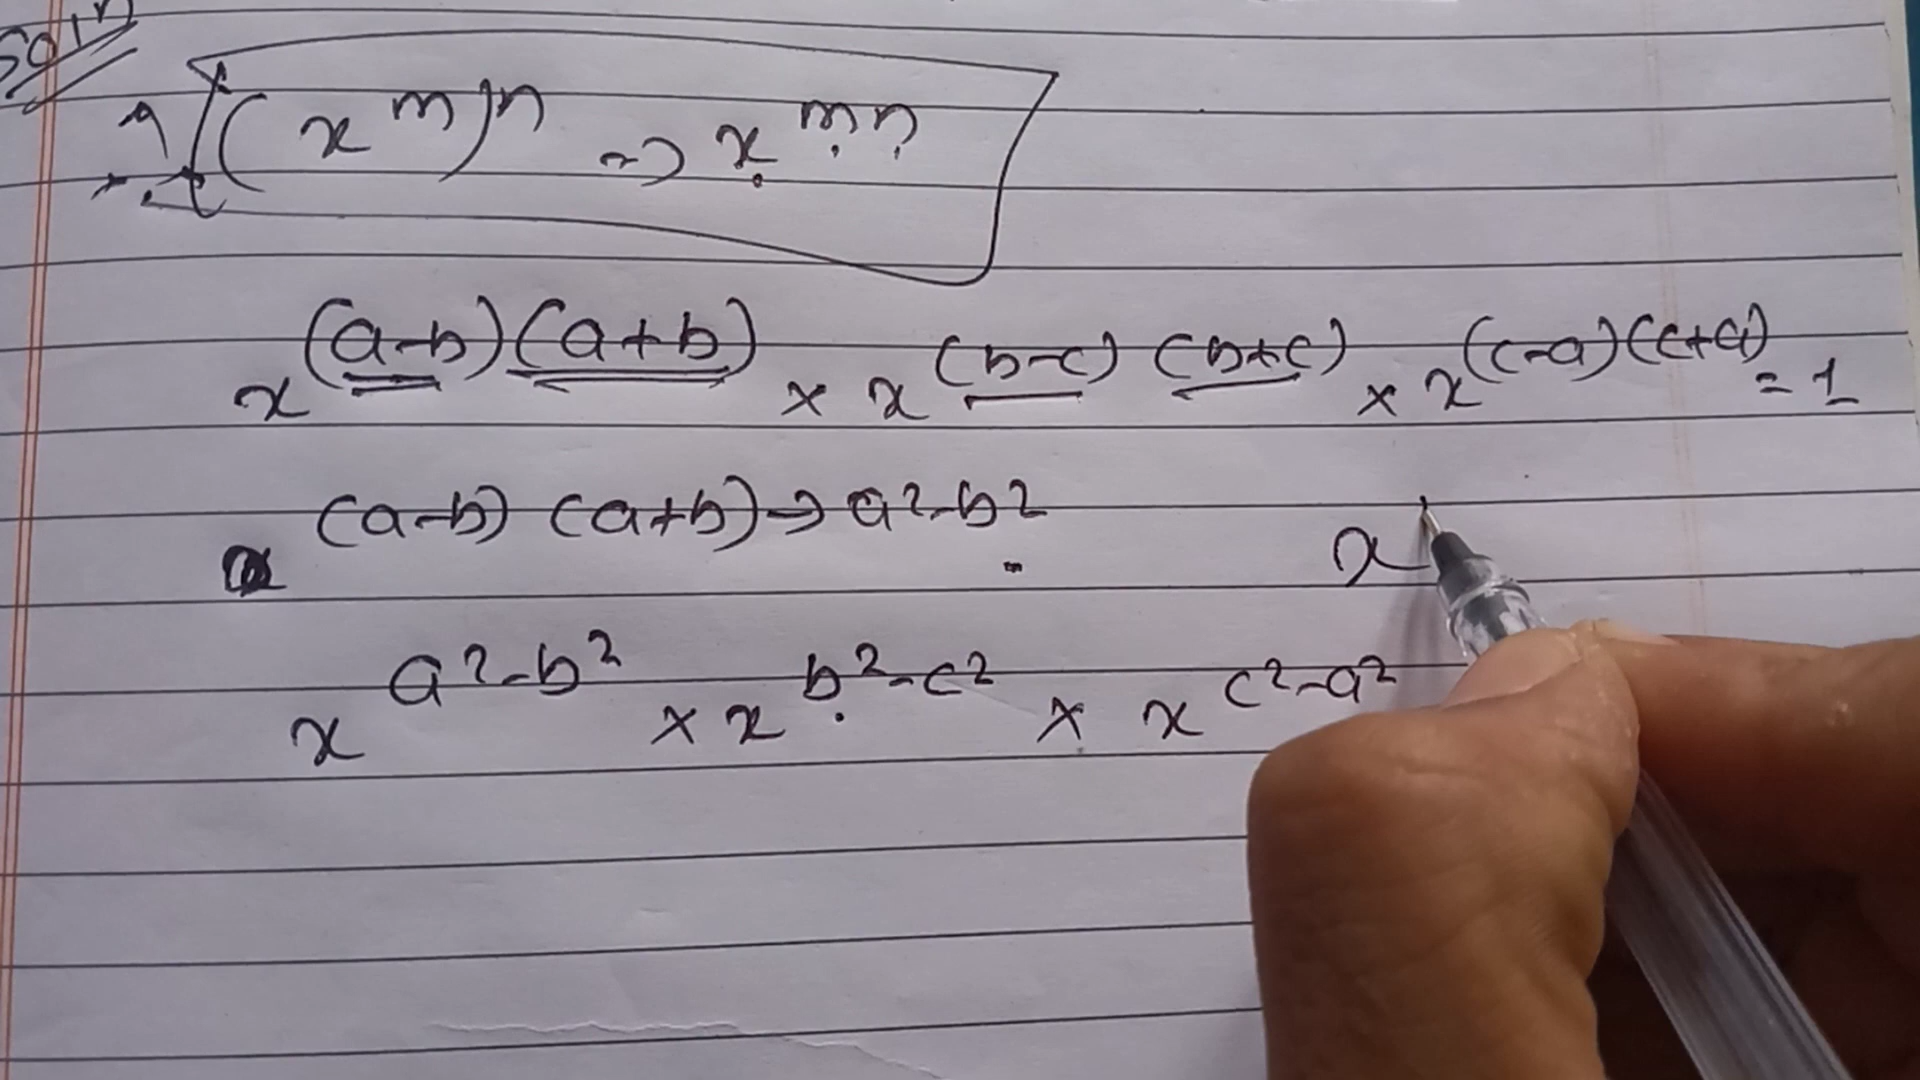 Soln
(x^m)^n → x^mn
x^(a-b)(a+b) × x^(b-c)(b+c) × x^(c-a)(c+a) = 1
(a-b) (a+b) → a²-b²
x
x^a²-b² × x^b²-c² × x^c²-a²